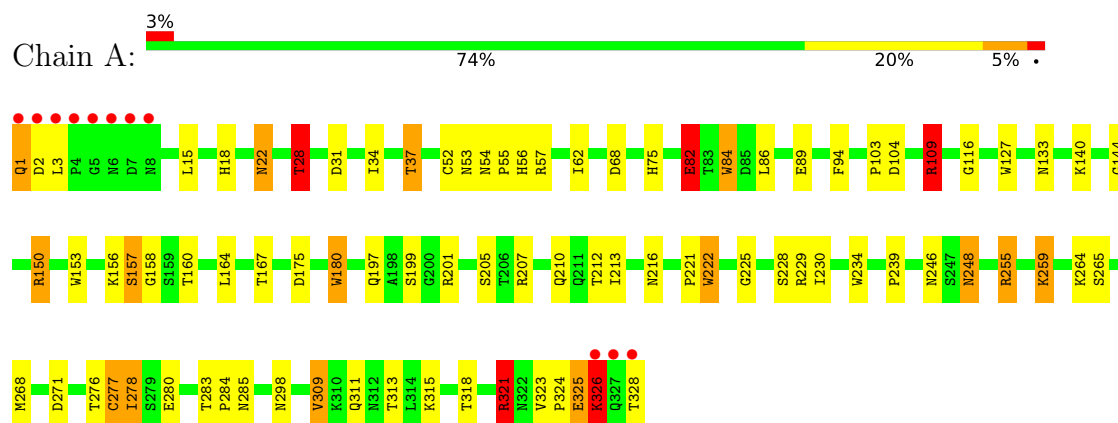 3%
Chain A:
74% 20% 5% •
Q1 D2 L3 P4 G5 N6 D7 N8 L15 H18 N22 T28 D31 I34 T37 C52 N53 N54 P55 H56 R57 I62 D68 H75 E82 T83 W84 D85 L86 E89 F94 P103 D104 R109 G116 W127 N133 K140
R150 W153 K156 S157 G158 S159 T160 L164 T167 D175 W180 Q197 A198 S199 G200 R201 S205 T206 R207 Q210 Q211 T212 I213 N216 P221 W222 G225 S228 R229 I230 W234 P239 N246 S247 N248 R255 K259 K264 S265
M268 D271 T276 C277 I278 S279 E280 T283 P284 N285 N298 V309 K310 Q311 N312 T313 L314 K315 T318 R321 N322 V323 P324 E325 K326 Q327 T328